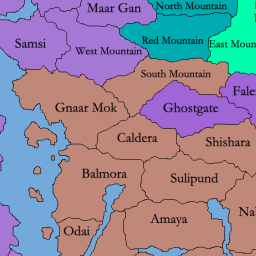 Maar Gan
North Mountain
Samsi
West Mountain
Red Mountain
East Mount
South Mountain
Gnaar Mok
Ghostgate
Fale
Caldera
Shishara
Balmora
Sulipund
Amaya
Na
Odai